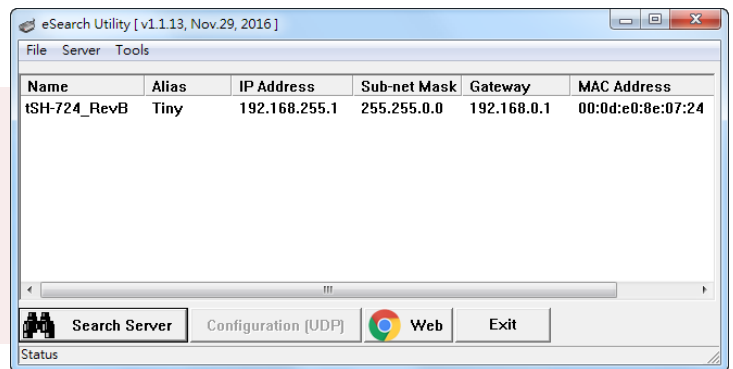 eSearch Utility [ v1.1.13, Nov.29, 2016 ]
File Server Tools
Name Alias IP Address Sub-net Mask Gateway MAC Address
tSH-724_RevB Tiny 192.168.255.1 255.255.0.0 192.168.0.1 00:0d:e0:8e:07:24
Search Server Configuration (UDP) Web Exit
Status